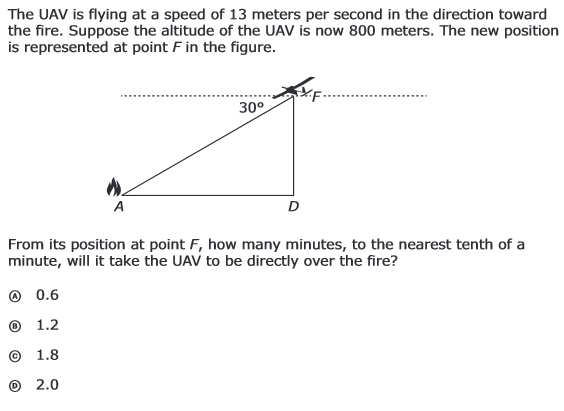 The UAV is flying at a speed of 13 meters per second in the direction toward
the fire. Suppose the altitude of the UAV is now 800 meters. The new position
is represented at point F in the figure.
30°
F
A
D
From its position at point F, how many minutes, to the nearest tenth of a
minute, will it take the UAV to be directly over the fire?
A 0.6
B 1.2
C 1.8
D 2.0